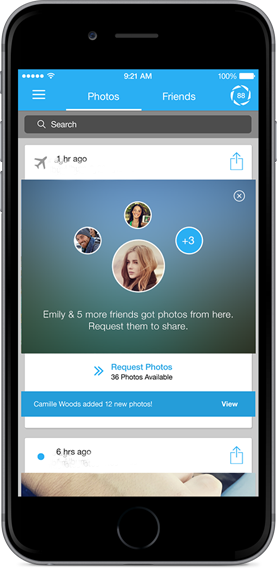 9:21 AM
100%
Photos
Friends
88
Search
1 hr ago
+3
Emily & 5 more friends got photos from here.
Request them to share.
Request Photos
36 Photos Available
Camille Woods added 12 new photos!
View
6 hrs ago